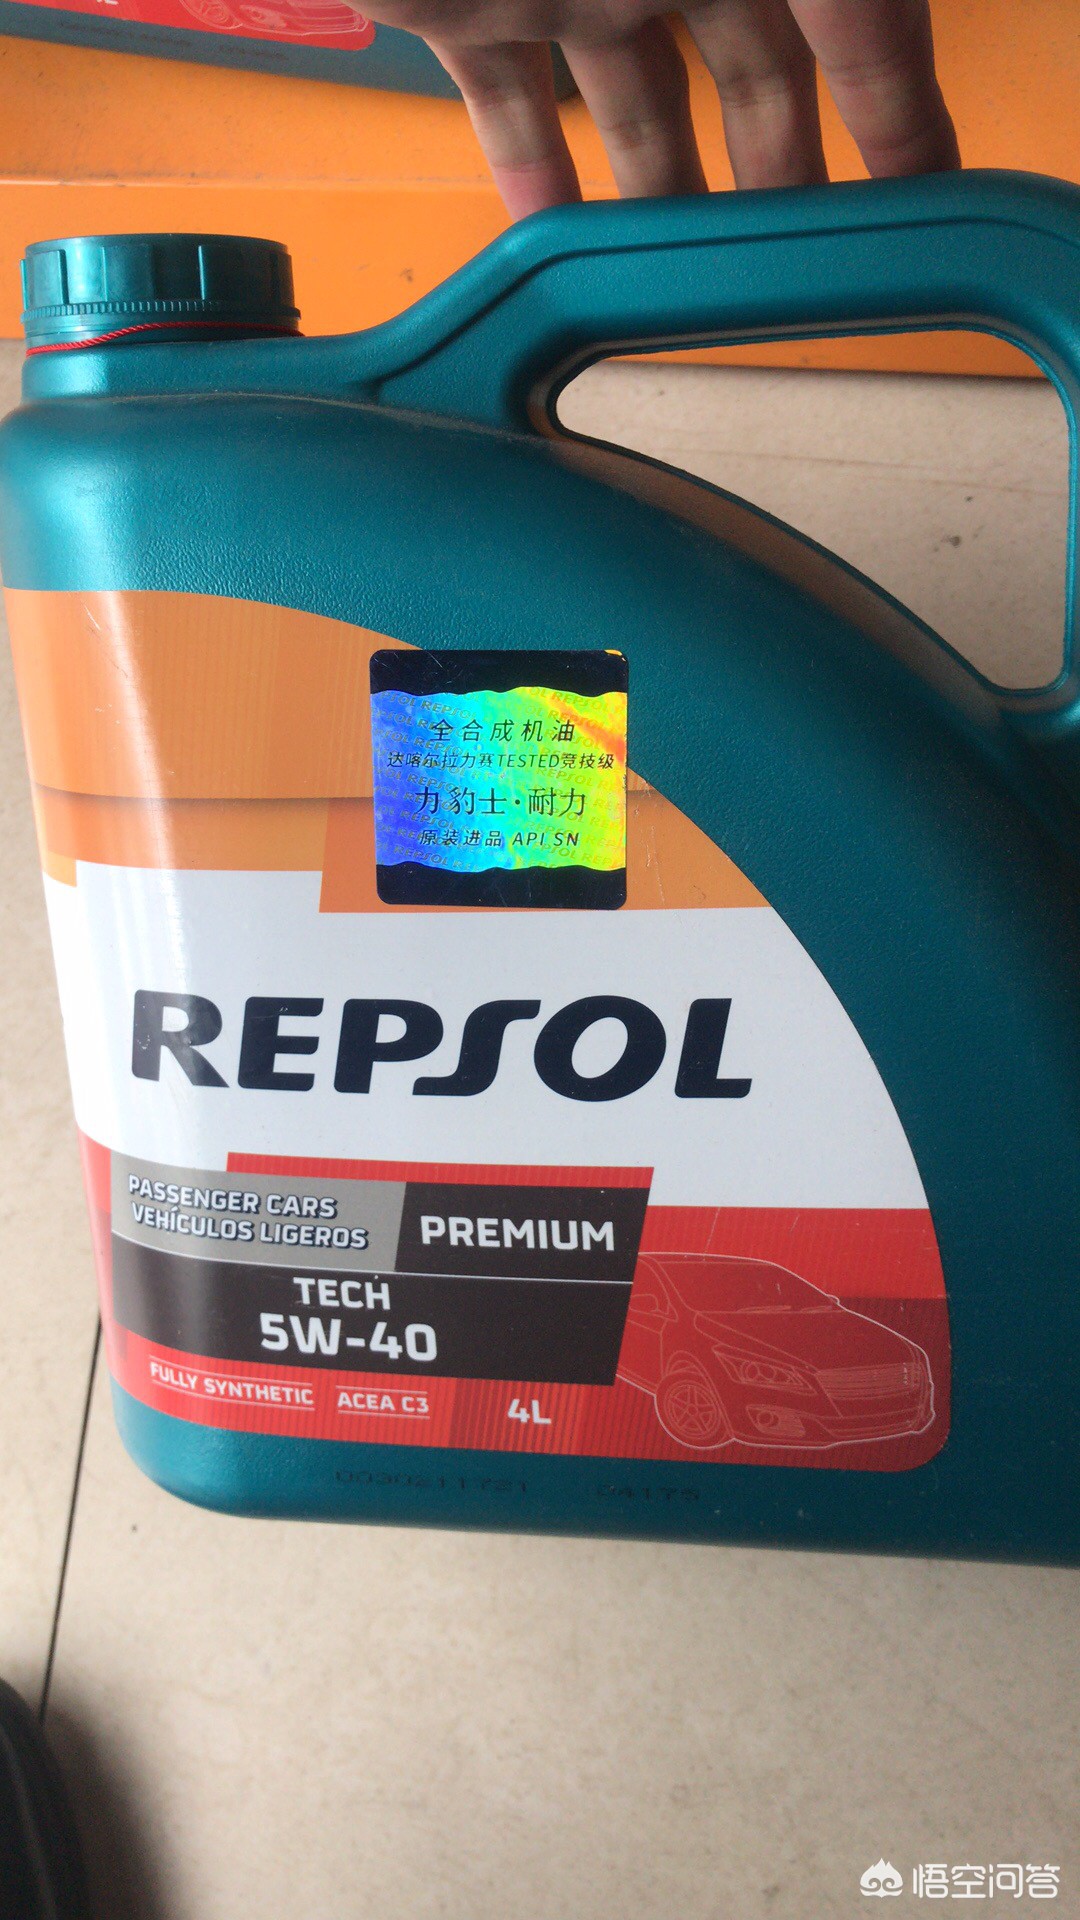 全合成机油
达喀尔拉力赛TESTED竞技级
力豹士·耐力
原装进品 API SN
REPSOL
PASSENGER CARS
VEHÍCULOS LIGEROS
PREMIUM
TECH
5W-40
FULLY SYNTHETIC
ACEA C3
4L
0030211721 04175
悟空问答